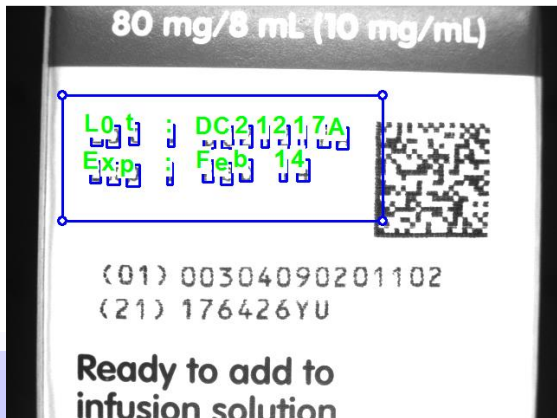 80 mg/8 mL (10 mg/mL)
L0t : DC21217A
Exp : Feb 14
(01) 00304090201102
(21) 176426YU
Ready to add to
infusion solution